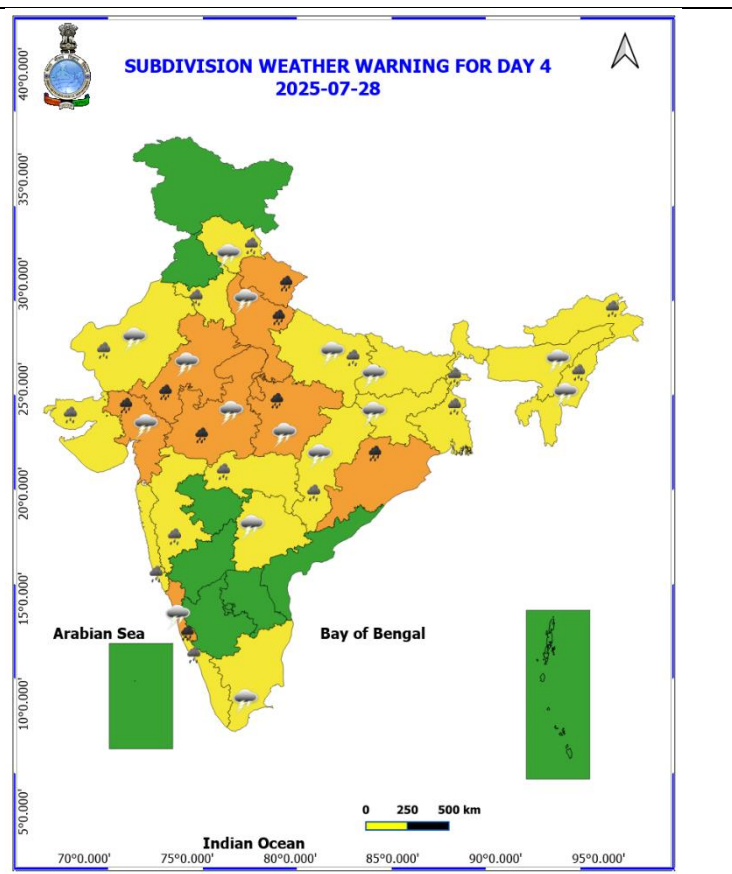 SUBDIVISION WEATHER WARNING FOR DAY 4
2025-07-28
40°0.000'
35°0.000'
30°0.000'
25°0.000'
20°0.000'
15°0.000'
10°0.000'
5°0.000'
Arabian Sea
Bay of Bengal
0 250 500 km
Indian Ocean
70°0.000' 75°0.000' 80°0.000' 85°0.000' 90°0.000' 95°0.000'